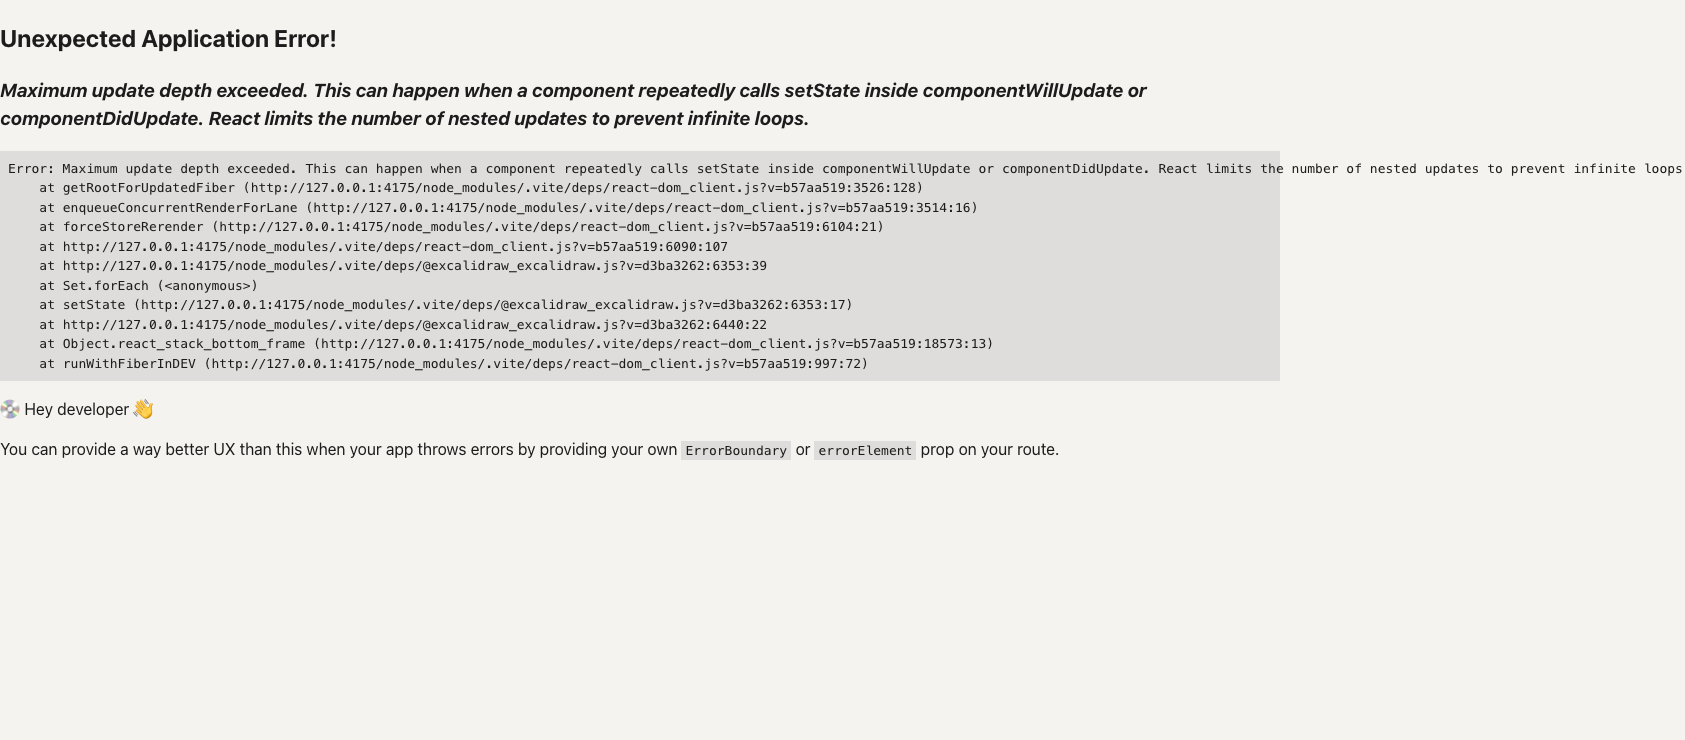 Unexpected Application Error!
Maximum update depth exceeded. This can happen when a component repeatedly calls setState inside componentWillUpdate or
componentDidUpdate. React limits the number of nested updates to prevent infinite loops.
Error: Maximum update depth exceeded. This can happen when a component repeatedly calls setState inside componentWillUpdate or componentDidUpdate. React limits the number of nested updates to prevent infinite loops
at getRootForUpdatedFiber (http://127.0.0.1:4175/node_modules/.vite/deps/react-dom_client.js?v=b57aa519:3526:128)
at enqueueConcurrentRenderForLane (http://127.0.0.1:4175/node_modules/.vite/deps/react-dom_client.js?v=b57aa519:3514:16)
at forceStoreRerender (http://127.0.0.1:4175/node_modules/.vite/deps/react-dom_client.js?v=b57aa519:6104:21)
at http://127.0.0.1:4175/node_modules/.vite/deps/react-dom_client.js?v=b57aa519:6090:107
at http://127.0.0.1:4175/node_modules/.vite/deps/@excalidraw_excalidraw.js?v=d3ba3262:6353:39
at Set.forEach (<anonymous>)
at setState (http://127.0.0.1:4175/node_modules/.vite/deps/@excalidraw_excalidraw.js?v=d3ba3262:6353:17)
at http://127.0.0.1:4175/node_modules/.vite/deps/@excalidraw_excalidraw.js?v=d3ba3262:6440:22
at Object.react_stack_bottom_frame (http://127.0.0.1:4175/node_modules/.vite/deps/react-dom_client.js?v=b57aa519:18573:13)
at runWithFiberInDEV (http://127.0.0.1:4175/node_modules/.vite/deps/react-dom_client.js?v=b57aa519:997:72)
💿 Hey developer 👋
You can provide a way better UX than this when your app throws errors by providing your own ErrorBoundary or errorElement prop on your route.